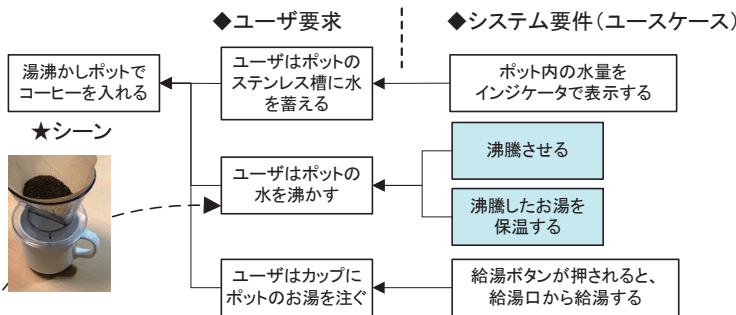 ◆ユーザ要求
◆システム要件(ユースケース)
湯沸かしポットで
コーヒーを入れる
★シーン
ユーザはポットの
ステンレス槽に水
を蓄える
ポット内の水量を
インジケータで表示する
ユーザはポットの
水を沸かす
沸騰させる
沸騰したお湯を
保温する
ユーザはカップに
ポットのお湯を注ぐ
給湯ボタンが押されると、
給湯口から給湯する